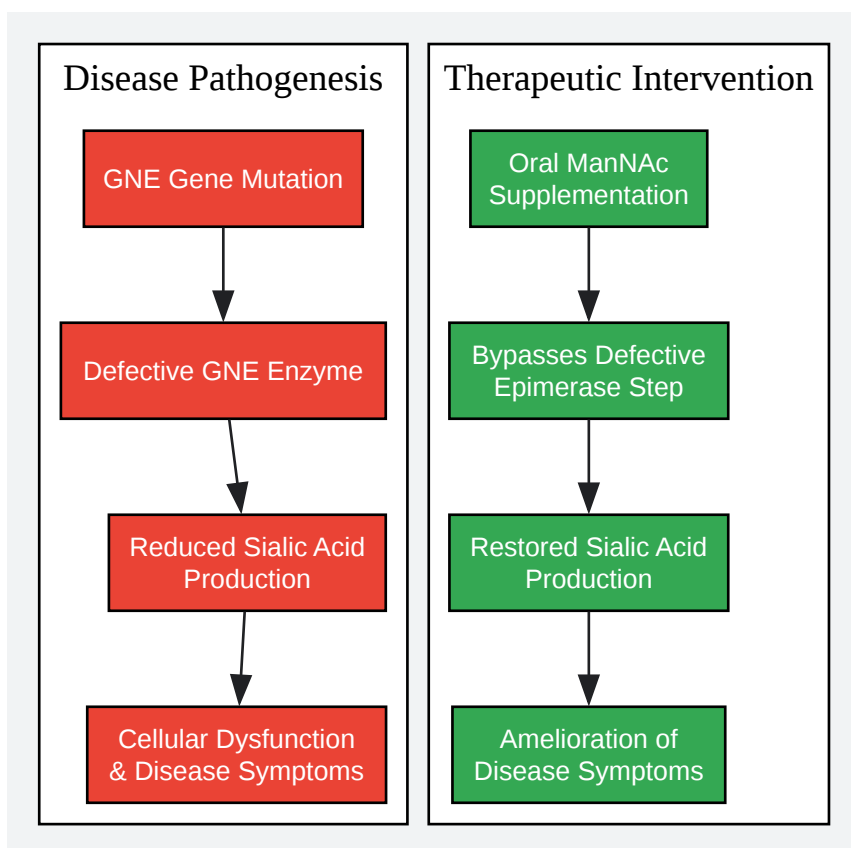 Disease Pathogenesis
GNE Gene Mutation
Defective GNE Enzyme
Reduced Sialic Acid
Production
Cellular Dysfunction
& Disease Symptoms
Therapeutic Intervention
Oral ManNAc
Supplementation
Bypasses Defective
Epimerase Step
Restored Sialic Acid
Production
Amelioration of
Disease Symptoms